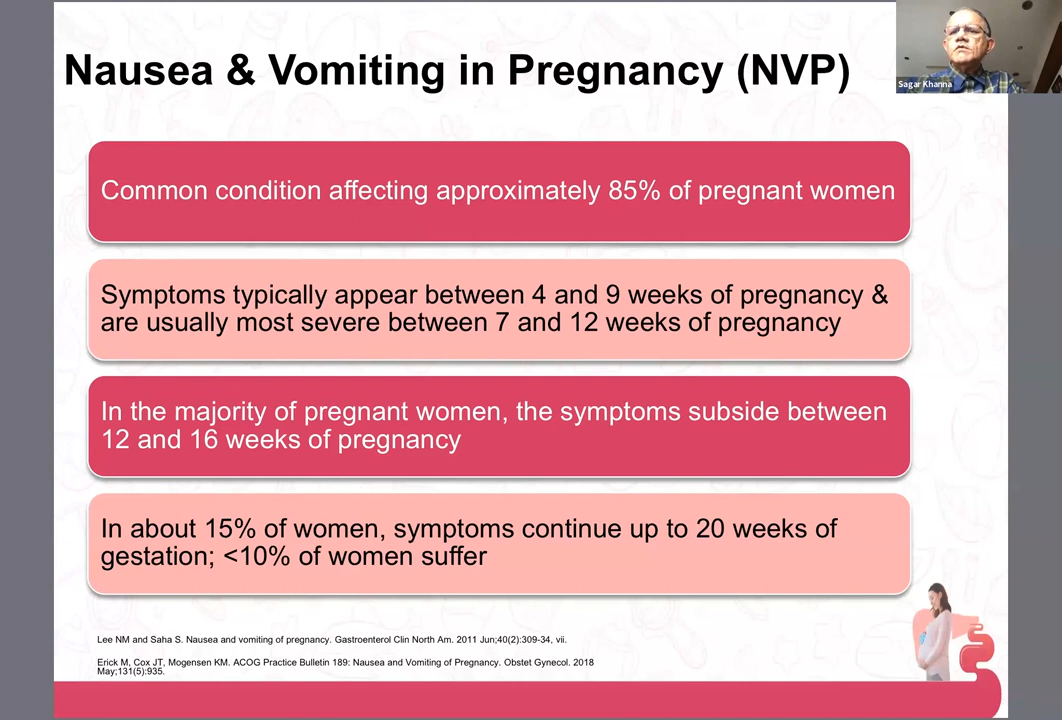 Nausea & Vomiting in Pregnancy (NVP)
Sagar Khanna
Common condition affecting approximately 85% of pregnant women
Symptoms typically appear between 4 and 9 weeks of pregnancy &
are usually most severe between 7 and 12 weeks of pregnancy
In the majority of pregnant women, the symptoms subside between
12 and 16 weeks of pregnancy
In about 15% of women, symptoms continue up to 20 weeks of
gestation; <10% of women suffer
Lee NM and Saha S. Nausea and vomiting of pregnancy. Gastroenterol Clin North Am. 2011 Jun;40(2):309-34, vii.
Erick M, Cox JT, Mogensen KM. ACOG Practice Bulletin 189: Nausea and Vomiting of Pregnancy. Obstet Gynecol. 2018
May;131(5):935.